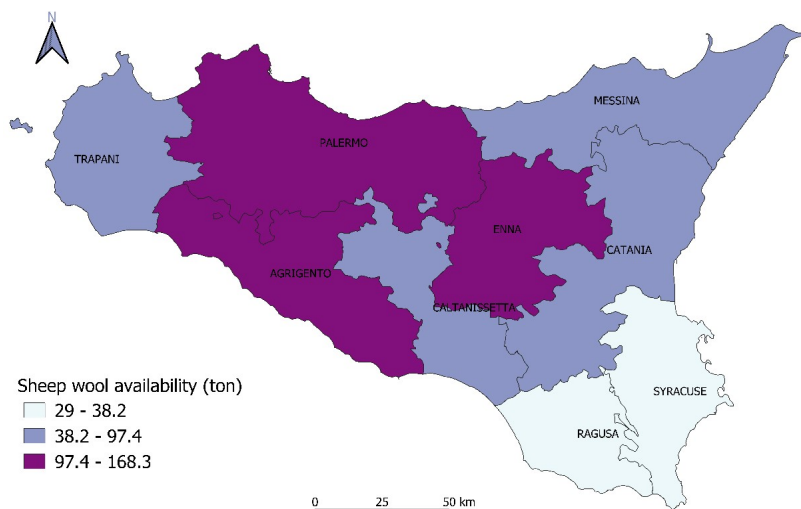 N
MESSINA
PALERMO
TRAPANI
ENNA
CATANIA
AGRIGENTO
CALTANISSETTA
Sheep wool availability (ton)
29 - 38.2
38.2 - 97.4
97.4 - 168.3
SYRACUSE
RAGUSA
0 25 50 km